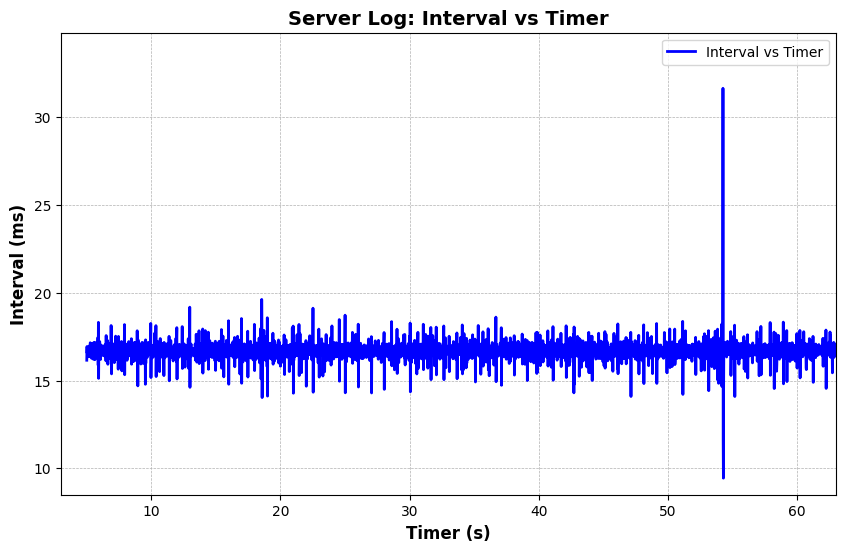 Server Log: Interval vs Timer
Interval vs Timer
Interval (ms)
30
25
20
15
10
10 20 30 40 50 60
Timer (s)